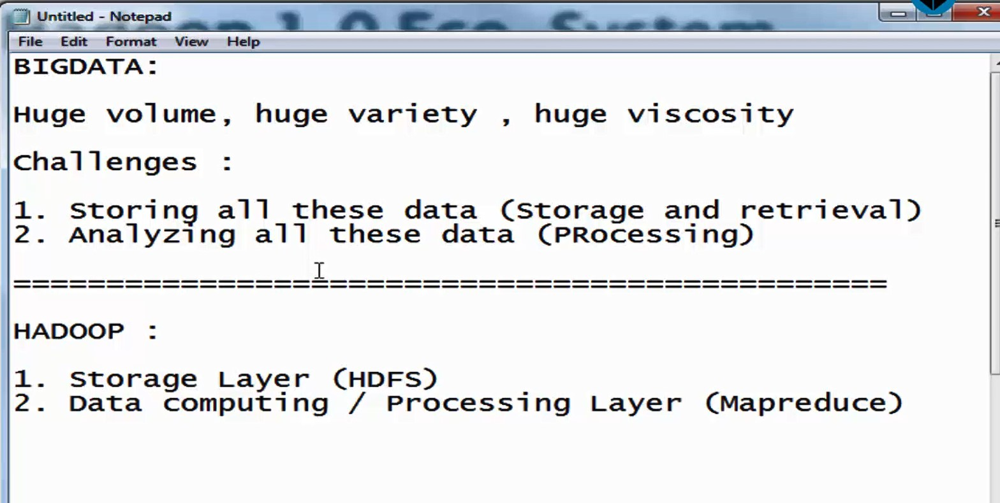 Untitled - Notepad
File Edit Format View Help
BIGDATA:
Huge volume, huge variety , huge viscosity
Challenges :
1. Storing all these data (Storage and retrieval)
2. Analyzing all these data (PRocessing)
===============================================
HADOOP :
1. Storage Layer (HDFS)
2. Data computing / Processing Layer (Mapreduce)